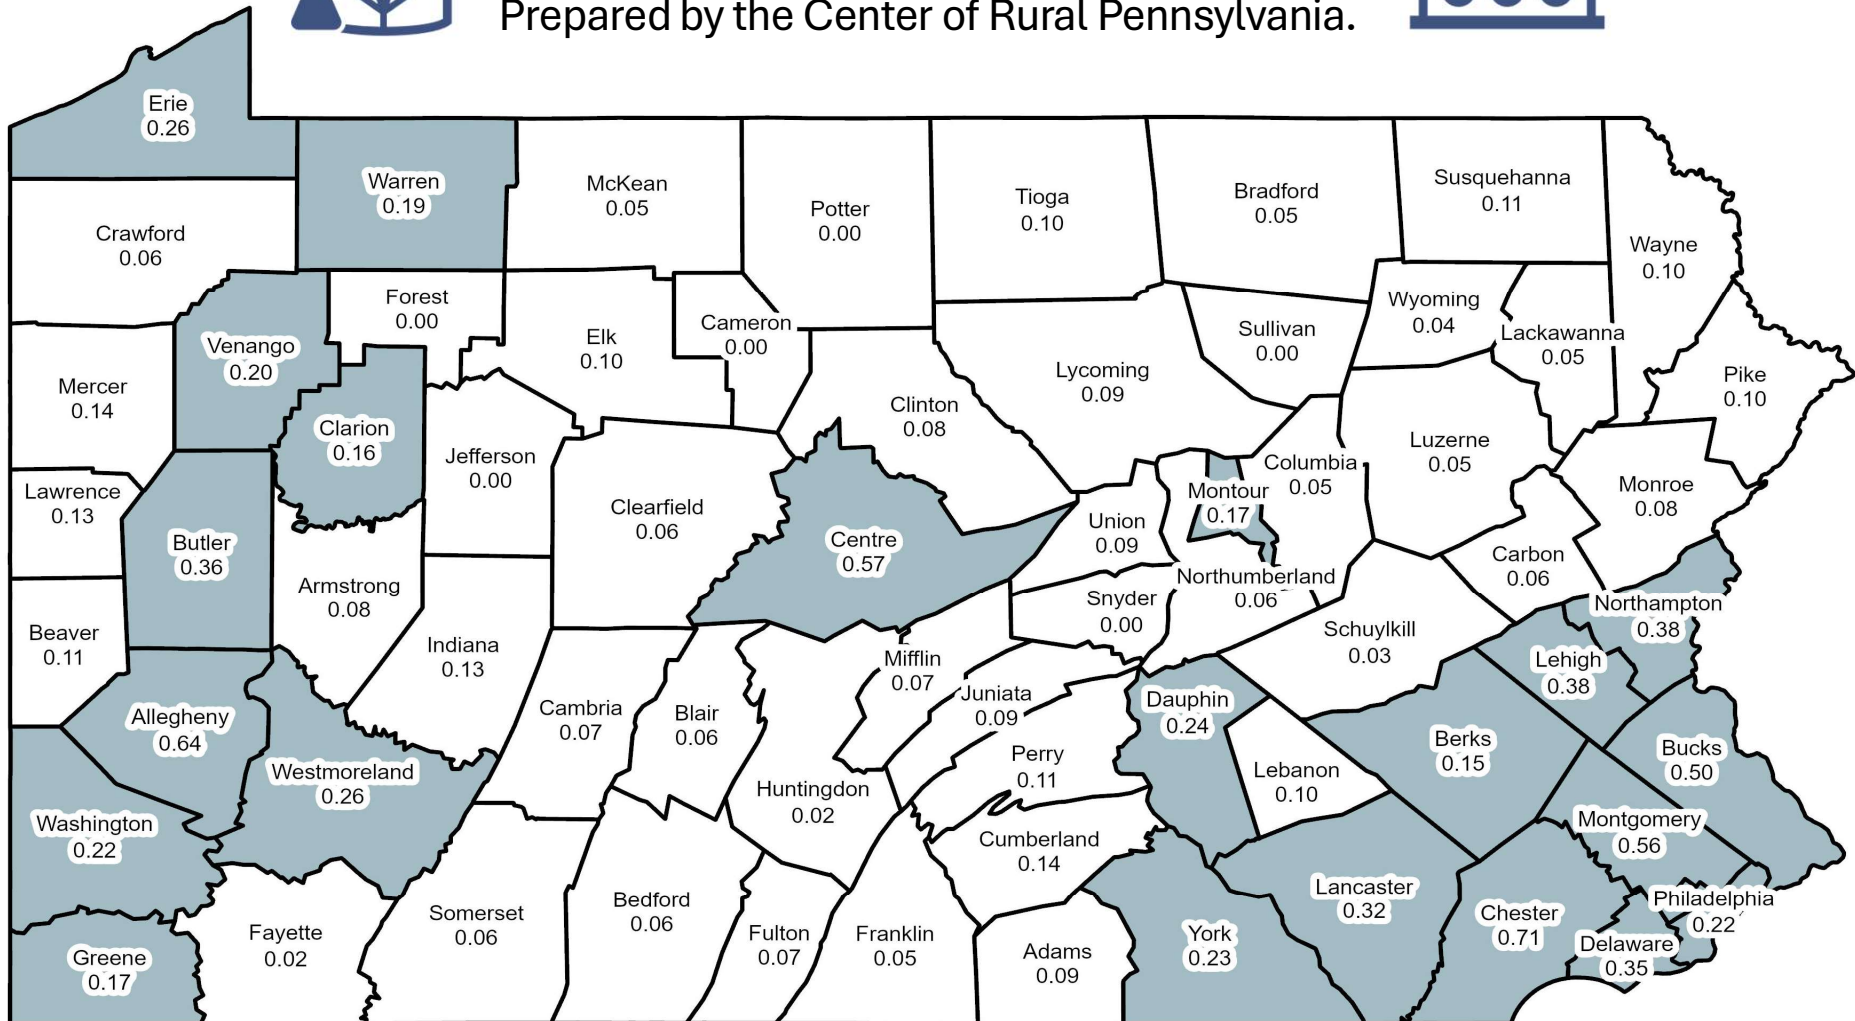 Prepared by the Center of Rural Pennsylvania.
Erie
0.26
Warren
0.19
McKean
0.05
Potter
0.00
Tioga
0.10
Bradford
0.05
Susquehanna
0.11
Wayne
0.10
Crawford
0.06
Forest
0.00
Venango
0.20
Elk
0.10
Cameron
0.00
Sullivan
0.00
Wyoming
0.04
Lackawanna
0.05
Pike
0.10
Mercer
0.14
Clarion
0.16
Jefferson
0.00
Clinton
0.08
Lycoming
0.09
Columbia
0.05
Luzerne
0.05
Monroe
0.08
Lawrence
0.13
Butler
0.36
Armstrong
0.08
Clearfield
0.06
Centre
0.57
Union
0.09
Montour
0.17
Carbon
0.06
Northumberland
0.06
Snyder
0.00
Northampton
0.38
Beaver
0.11
Indiana
0.13
Mifflin
0.07
Schuylkill
0.03
Lehigh
0.38
Allegheny
0.64
Cambria
0.07
Blair
0.06
Juniata
0.09
Dauphin
0.24
Westmoreland
0.26
Huntingdon
0.02
Perry
0.11
Lebanon
0.10
Berks
0.15
Bucks
0.50
Washington
0.22
Cumberland
0.14
Montgomery
0.56
Greene
0.17
Fayette
0.02
Somerset
0.06
Bedford
0.06
Fulton
0.07
Franklin
0.05
Adams
0.09
York
0.23
Lancaster
0.32
Chester
0.71
Philadelphia
0.22
Delaware
0.35